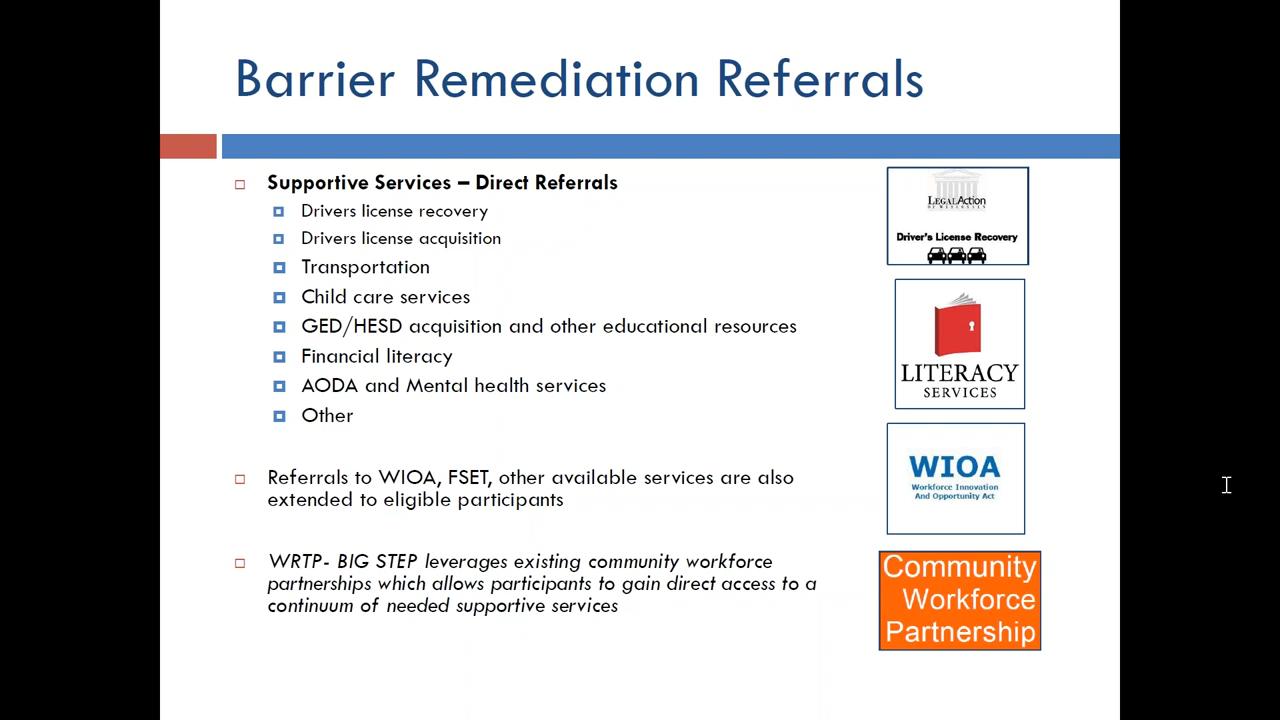 Barrier Remediation Referrals
Supportive Services – Direct Referrals
Drivers license recovery
Drivers license acquisition
Transportation
Child care services
GED/HESD acquisition and other educational resources
Financial literacy
AODA and Mental health services
Other
Referrals to WIOA, FSET, other available services are also
extended to eligible participants
WRTP- BIG STEP leverages existing community workforce
partnerships which allows participants to gain direct access to a
continuum of needed supportive services
LEGALACTION
OF WISCONSIN
Driver's License Recovery
LITERACY
SERVICES
WIOA
Workforce Innovation
And Opportunity Act
Community
Workforce
Partnership